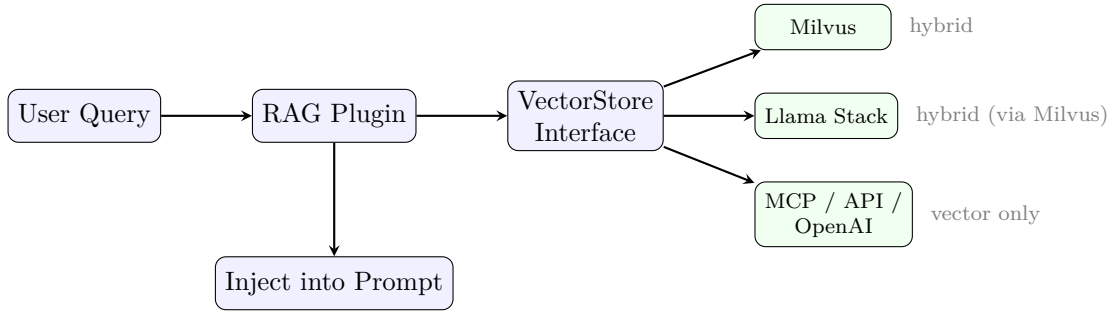 User Query
RAG Plugin
VectorStore
Interface
Milvus
hybrid
Llama Stack
hybrid (via Milvus)
MCP / API /
OpenAI
vector only
Inject into Prompt